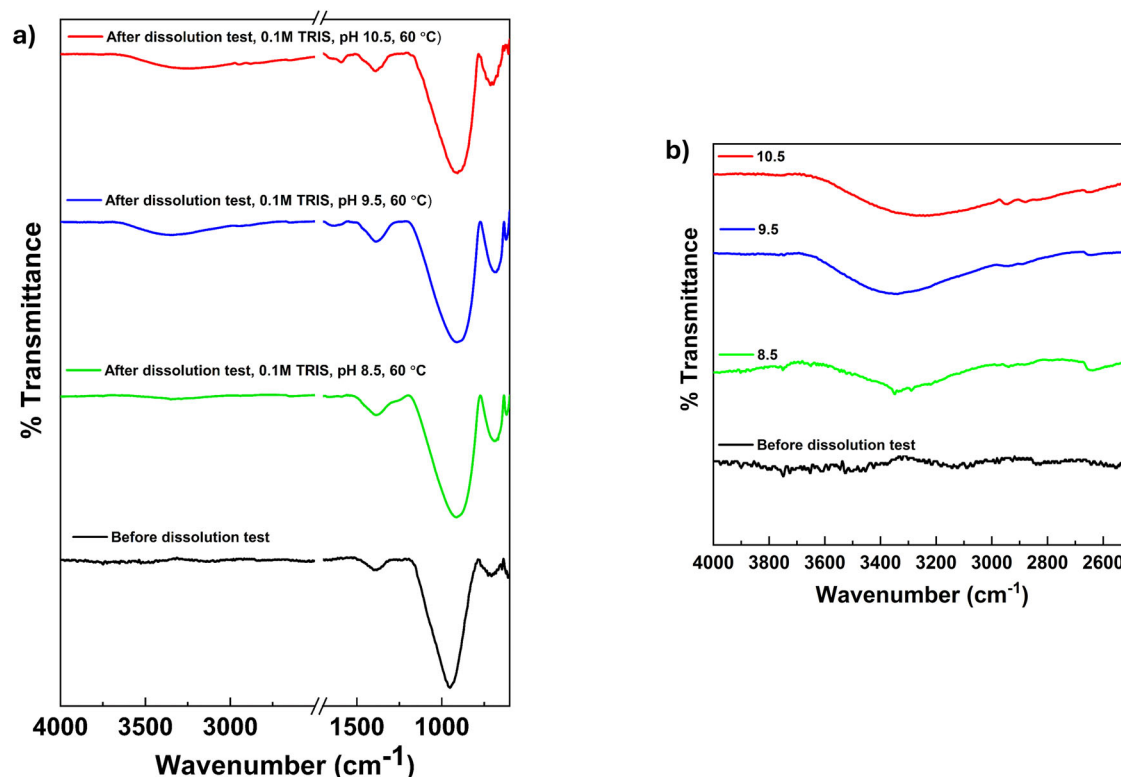 a)
After dissolution test, 0.1M TRIS, pH 10.5, 60 °C)
After dissolution test, 0.1M TRIS, pH 9.5, 60 °C)
After dissolution test, 0.1M TRIS, pH 8.5, 60 °C
Before dissolution test
% Transmittance
4000 3500 3000 1500 1000
Wavenumber (cm-1)
b)
10.5
9.5
8.5
Before dissolution test
% Transmittance
4000 3800 3600 3400 3200 3000 2800 2600
Wavenumber (cm-1)